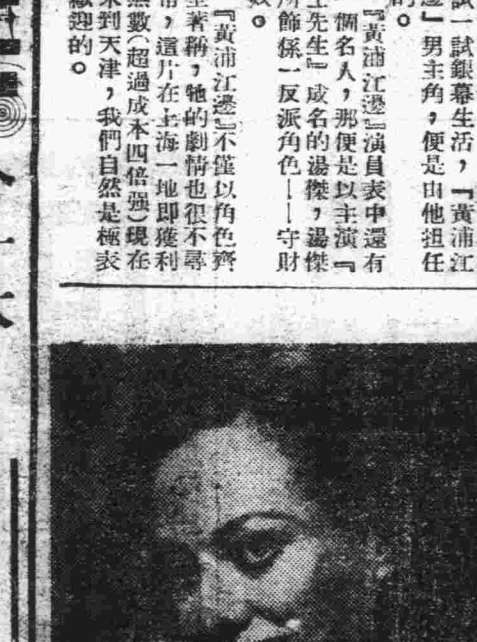 試一試銀幕生活，『黃浦江
邊』男主角，便是由他担任
的。
『黃浦江邊』演員表中還有
一個名人，那便是以主演『
王先生』成名的湯傑，湯傑
所飾係一反派角色——守財
奴。
『黃浦江邊』不僅以角色齊
整著稱，牠的劇情也很不尋
常，這片在上海一地即獲利
無數（超過成本四倍强）現在
來到天津，我們自然是極表
歡迎的。